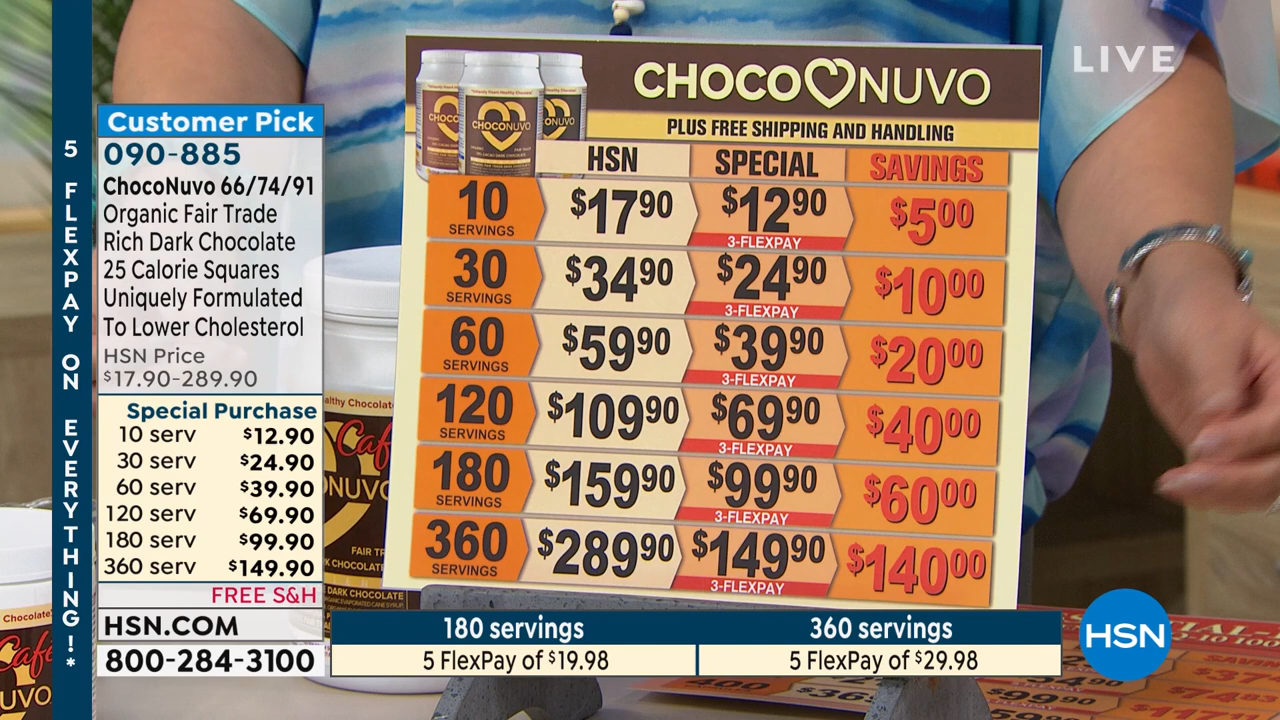 LIVE
5 FLEXPAY ON EVERYTHING!*
Customer Pick
090-885
ChocoNuvo 66/74/91
Organic Fair Trade
Rich Dark Chocolate
25 Calorie Squares
Uniquely Formulated
To Lower Cholesterol
HSN Price
$17.90-289.90
Special Purchase
10 serv $12.90
30 serv $24.90
60 serv $39.90
120 serv $69.90
180 serv $99.90
360 serv $149.90
FREE S&H
HSN.COM
800-284-3100
CHOCONUVO
PLUS FREE SHIPPING AND HANDLING
HSN SPECIAL SAVINGS
10 SERVINGS $17.90 $12.90 3-FLEXPAY $5.00
30 SERVINGS $34.90 $24.90 3-FLEXPAY $10.00
60 SERVINGS $59.90 $39.90 3-FLEXPAY $20.00
120 SERVINGS $109.90 $69.90 3-FLEXPAY $40.00
180 SERVINGS $159.90 $99.90 3-FLEXPAY $60.00
360 SERVINGS $289.90 $149.90 3-FLEXPAY $140.00
CHOCONUVO
DARK CHOCOLATE
180 servings
5 FlexPay of $19.98
360 servings
5 FlexPay of $29.98
HSN